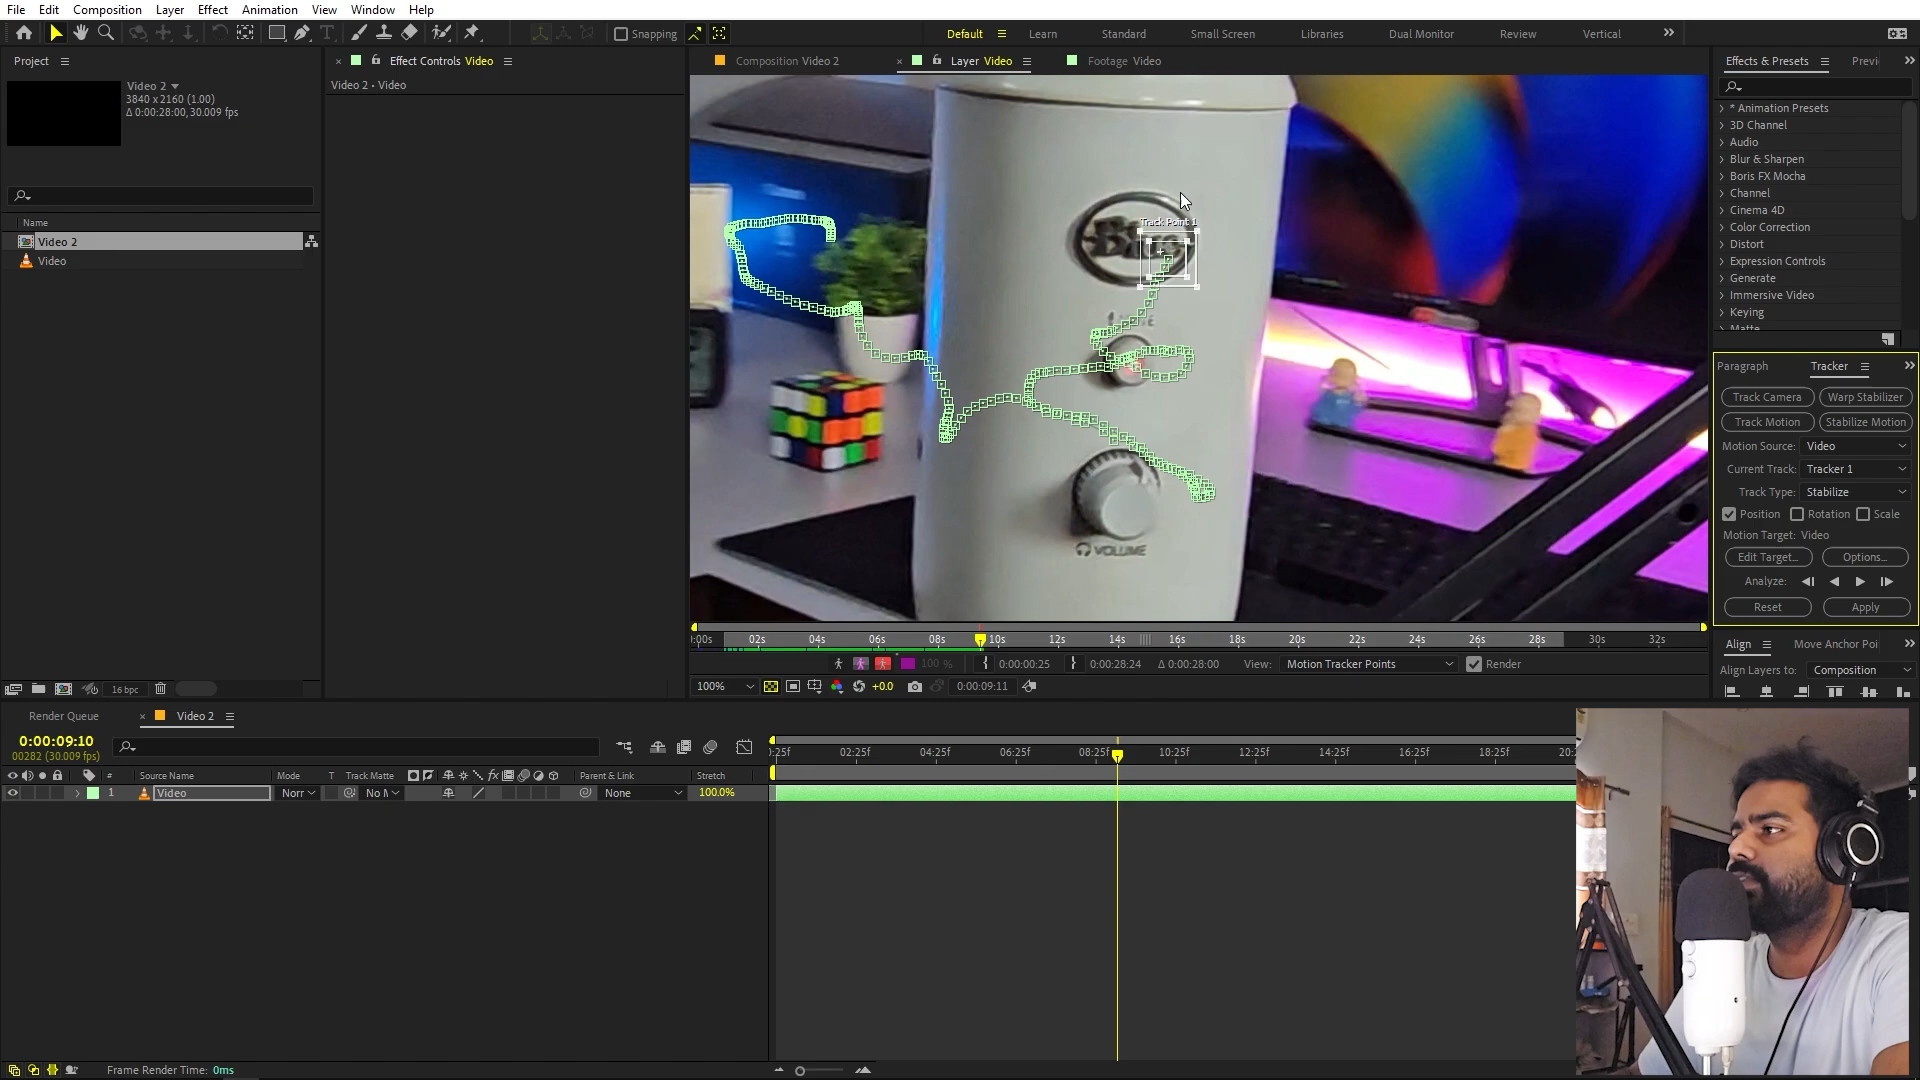 File Edit Composition Layer Effect Animation View Window Help
Snapping
Default Learn Standard Small Screen Libraries Dual Monitor Review Vertical
Project
Effect Controls Video
Composition Video 2
Layer Video
Footage Video
Effects & Presets
Video 2 • Video
Video 2
3840 x 2160 (1.00)
Δ 0:00:28:00, 30.009 fps
Name
Video 2
Video
Track Point 1
VOLUME
* Animation Presets
3D Channel
Audio
Blur & Sharpen
Boris FX Mocha
Channel
Cinema 4D
Color Correction
Distort
Expression Controls
Generate
Immersive Video
Keying
Matte
Paragraph Tracker
Track Camera Warp Stabilizer
Track Motion Stabilize Motion
Motion Source: Video
Current Track: Tracker 1
Track Type: Stabilize
Position Rotation Scale
Motion Target: Video
Edit Target... Options...
Analyze:
Reset Apply
Align Move Anchor Poi
Align Layers to: Composition
:00s 02s 04s 06s 08s 10s 12s 14s 16s 18s 20s 22s 24s 26s 28s 30s 32s
100 % 0:00:00:25 0:00:28:24 Δ 0:00:28:00 View: Motion Tracker Points Render
100% +0.0 0:00:09:11
16 bpc
Render Queue Video 2
0:00:09:10
00282 (30.009 fps)
):25f 02:25f 04:25f 06:25f 08:25f 10:25f 12:25f 14:25f 16:25f 18:25f 20:
# Source Name Mode T Track Matte Parent & Link Stretch
1 Video Norr No M None 100.0%
Frame Render Time: 0ms